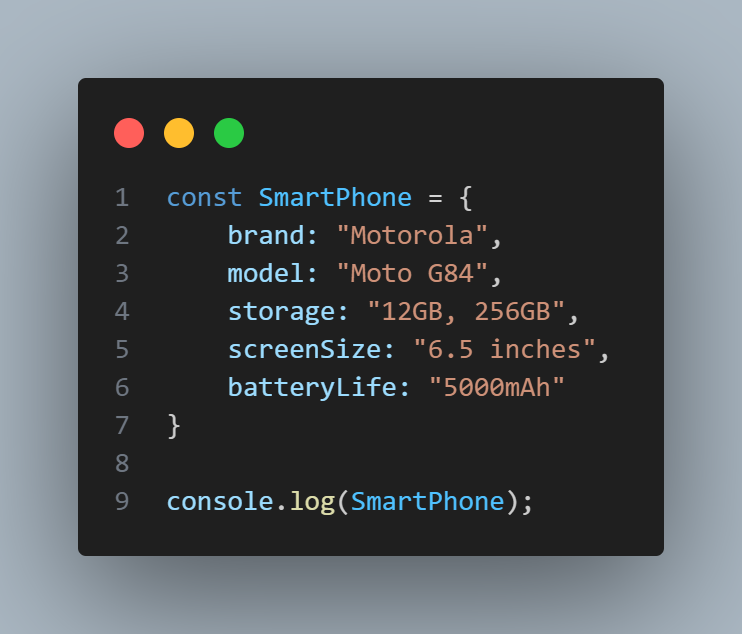 1 const SmartPhone = {
2     brand: "Motorola",
3     model: "Moto G84",
4     storage: "12GB, 256GB",
5     screenSize: "6.5 inches",
6     batteryLife: "5000mAh"
7 }
8
9 console.log(SmartPhone);